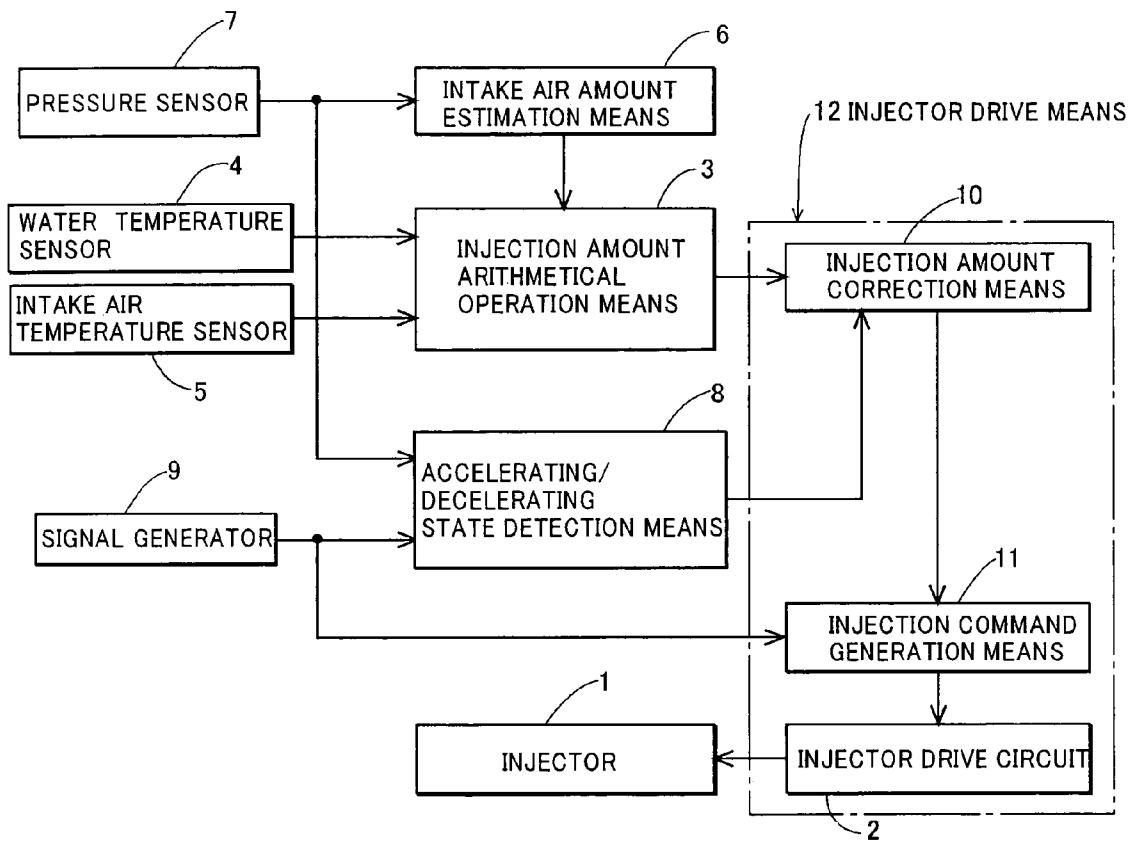 7
6
PRESSURE SENSOR
INTAKE AIR AMOUNT
ESTIMATION MEANS
12 INJECTOR DRIVE MEANS
4
3
10
WATER TEMPERATURE
SENSOR
INJECTION AMOUNT
ARITHMETICAL
OPERATION MEANS
INJECTION AMOUNT
CORRECTION MEANS
INTAKE AIR
TEMPERATURE SENSOR
5
8
9
ACCELERATING/
DECELERATING
STATE DETECTION MEANS
SIGNAL GENERATOR
11
INJECTION COMMAND
GENERATION MEANS
1
INJECTOR
INJECTOR DRIVE CIRCUIT
2